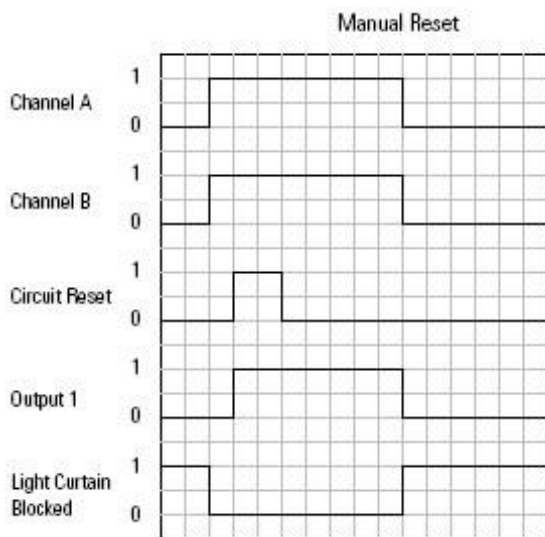 Manual Reset
1
Channel A
0
1
Channel B
0
1
Circuit Reset
0
1
Output 1
0
1
Light Curtain
Blocked
0